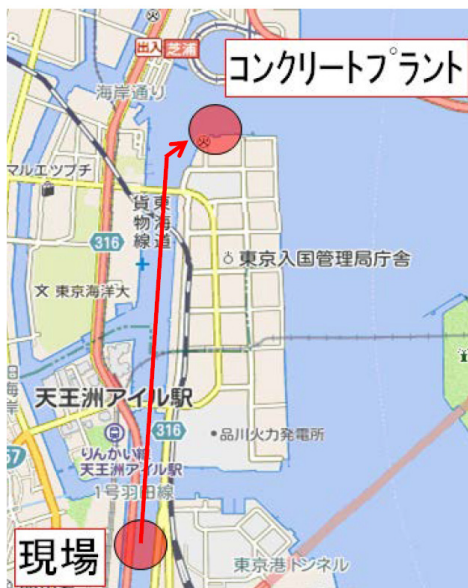 出入 芝浦
コンクリートプラント
海岸通り
マルエツプチ
東海道
貨物線
316
東京入国管理局庁舎
東京海洋大
天王洲アイル駅
316
品川火力発電所
りんかい線
天王洲アイル駅
57
1号羽田線
現場
東京港トンネル